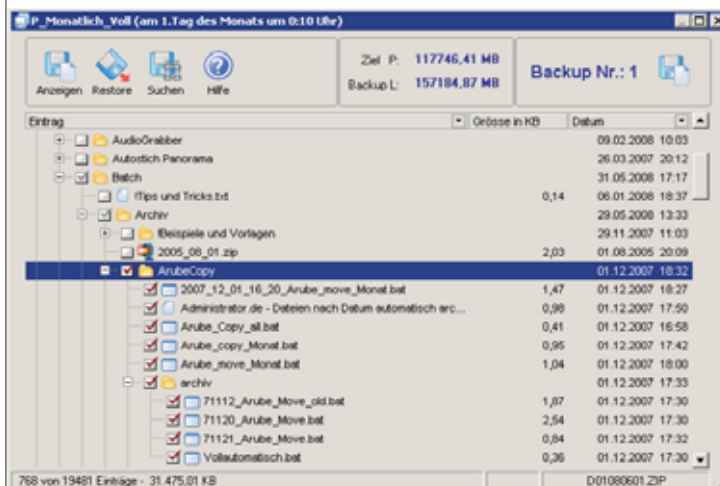 P_Monatlich_Voll (am 1.Tag des Monats um 0:10 Uhr)
Anzeigen Restore Suchen Hilfe
Ziel P: 117746,41 MB
Backup L: 157184,87 MB
Backup Nr.: 1
Eintrag Grösse in KB Datum
AudioGrabber 09.02.2008 10:03
Autostich Panorama 26.03.2007 20:12
Batch 31.05.2008 17:17
!Tips und Tricks.txt 0,14 06.01.2008 18:37
Archiv 29.05.2008 13:33
!Beispiele und Vorlagen 29.11.2007 11:03
2005_08_01.zip 2,03 01.08.2005 20:09
ArubeCopy 01.12.2007 18:32
2007_12_01_16_20_Arube_move_Monat.bat 1,47 01.12.2007 18:27
Administrator.de - Dateien nach Datum automatisch arc... 0,98 01.12.2007 17:50
Arube_Copy_all.bat 0,41 01.12.2007 16:58
Arube_copy_Monat.bat 0,95 01.12.2007 17:42
Arube_move_Monat.bat 1,04 01.12.2007 18:00
archiv 01.12.2007 17:33
71112_Arube_Move_old.bat 1,87 01.12.2007 17:30
71120_Arube_Move.bat 2,54 01.12.2007 17:30
71121_Arube_Move.bat 0,84 01.12.2007 17:32
Vollautomatisch.bat 0,36 01.12.2007 17:30
768 von 19481 Einträge - 31.475,01 KB D01080601.ZIP